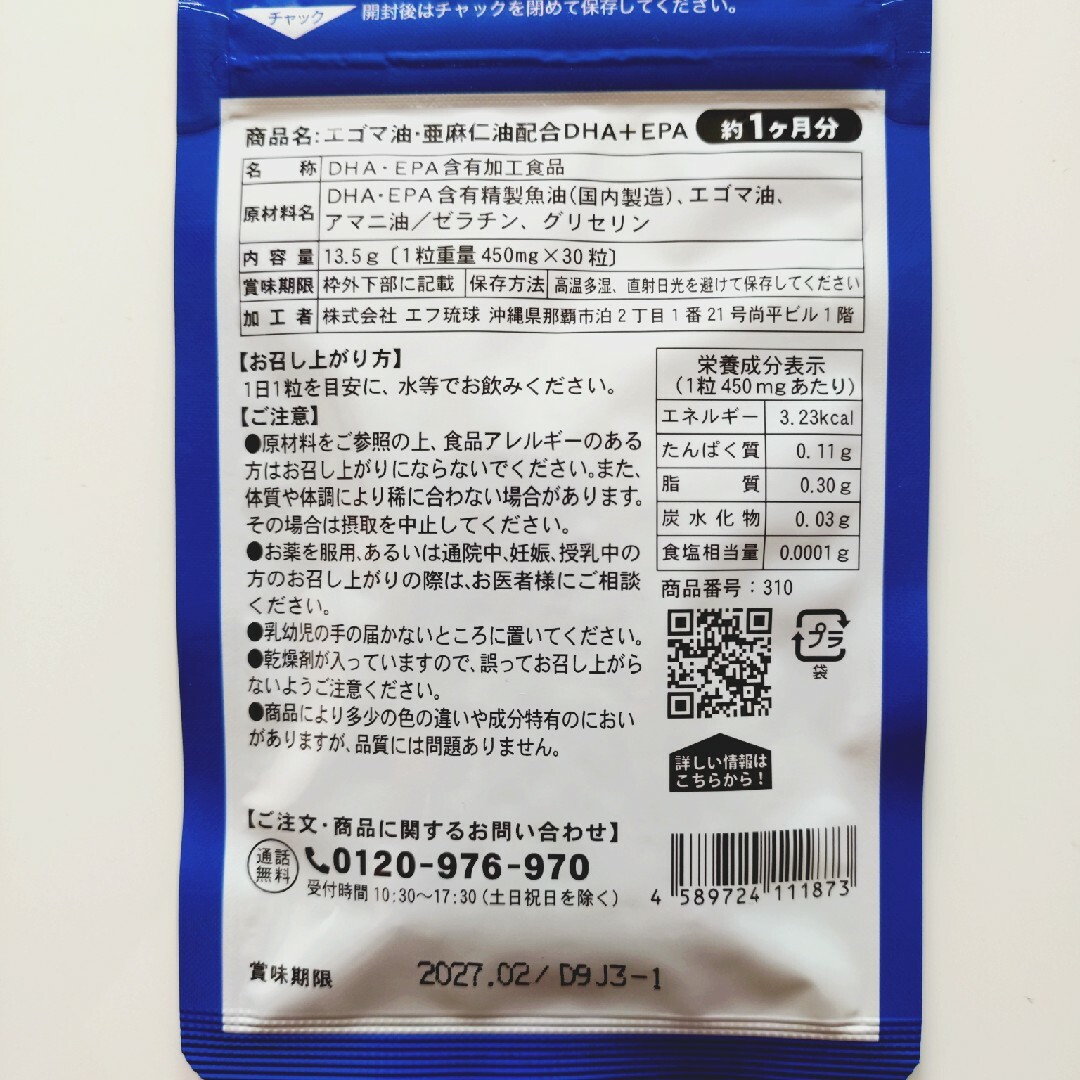 チャック
開封後はチャックを閉めて保存してください。
商品名:エゴマ油・亜麻仁油配合DHA+EPA 約1ヶ月分
名称 DHA・EPA含有加工食品
原材料名 DHA・EPA含有精製魚油(国内製造)、エゴマ油、
アマニ油/ゼラチン、グリセリン
内容量 13.5g〔1粒重量450mg×30粒〕
賞味期限 枠外下部に記載 保存方法 高温多湿、直射日光を避けて保存してください
加工者 株式会社 エフ琉球 沖縄県那覇市泊2丁目1番21号尚平ビル1階
【お召し上がり方】
1日1粒を目安に、水等でお飲みください。
【ご注意】
●原材料をご参照の上、食品アレルギーのある
方はお召し上がりにならないでください。また、
体質や体調により稀に合わない場合があります。
その場合は摂取を中止してください。
●お薬を服用、あるいは通院中、妊娠、授乳中の
方のお召し上がりの際は、お医者様にご相談
ください。
●乳幼児の手の届かないところに置いてください。
●乾燥剤が入っていますので、誤ってお召し上がら
ないようご注意ください。
●商品により多少の色の違いや成分特有のにおい
がありますが、品質には問題ありません。
栄養成分表示
(1粒450mgあたり)
エネルギー 3.23kcal
たんぱく質 0.11g
脂質 0.30g
炭水化物 0.03g
食塩相当量 0.0001g
商品番号:310
プラ
袋
詳しい情報は
こちらから!
【ご注文・商品に関するお問い合わせ】
通話
無料
0120-976-970
受付時間10:30~17:30(土日祝日を除く)
4 589724 111873
賞味期限 2027.02/D9J3-1